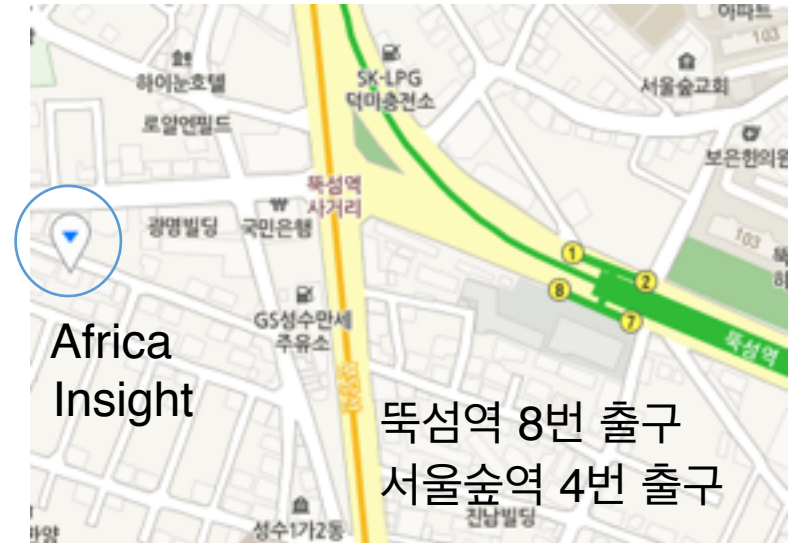 아파트
103
하이눈호텔
SK-LPG
덕미충전소
서울숲교회
로얄엔필드
보은한의원
뚝섬역
사거리
광명빌딩
국민은행
103
1
2
8
7
GS성수만세
주유소
뚝섬역
Africa
Insight
뚝섬역 8번 출구
서울숲역 4번 출구
성수1가2동
진남빌딩
한양